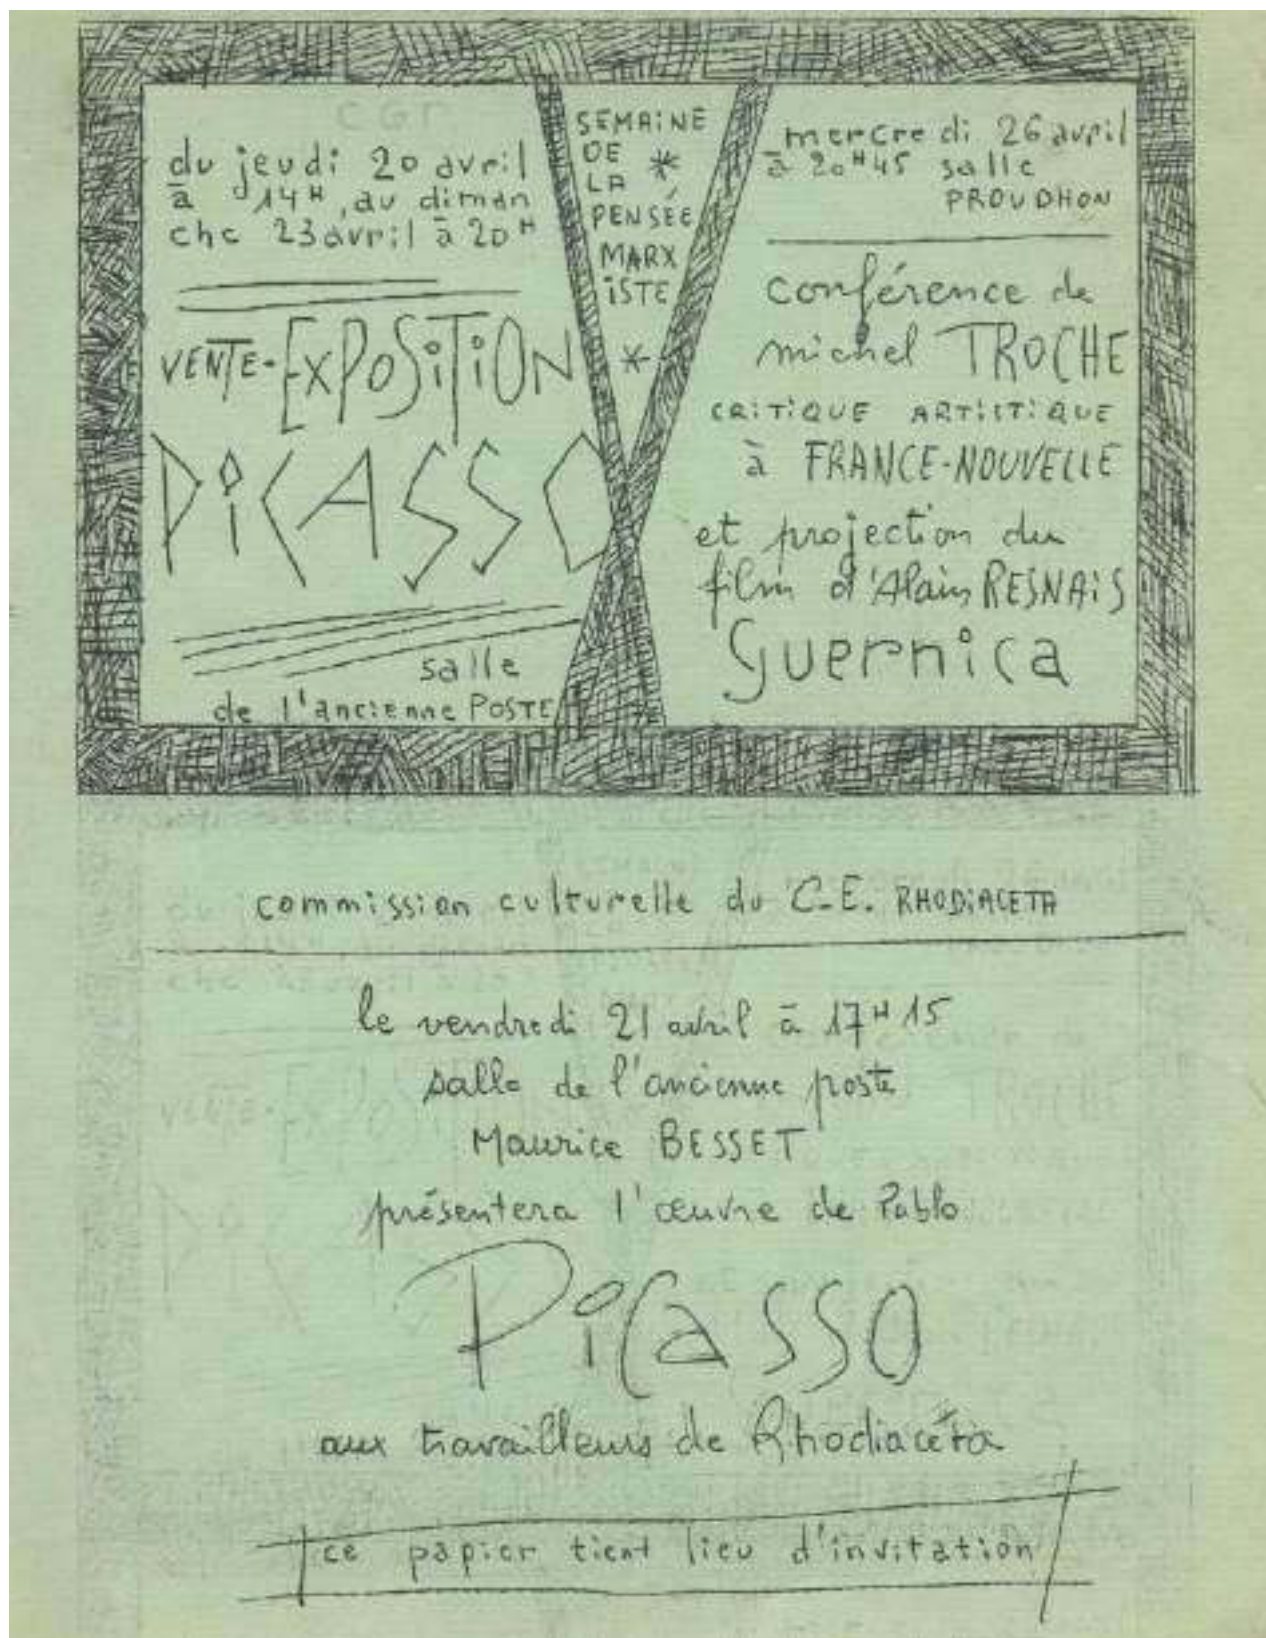 CGT
du jeudi 20 avril
à 14H, au diman
che 23 avril à 20H
VENTE-EXPOSITION
PICASSO
salle
de l'ancienne POSTE
SEMAINE
DE *
LA
PENSÉE
MARX
ISTE
*
mercredi 26 avril
à 20H45 salle
PROUDHON
conférence de
michel TROCHE
CRITIQUE ARTISTIQUE
à FRANCE-NOUVELLE
et projection du
film d'Alain RESNAIS
Guernica
commission culturelle du C.E. RHODIACETA
le vendredi 21 avril à 17H15
salle de l'ancienne poste
Maurice BESSET
présentera l'œuvre de Pablo
Picasso
aux travailleurs de Rhodiacéta
ce papier tient lieu d'invitation